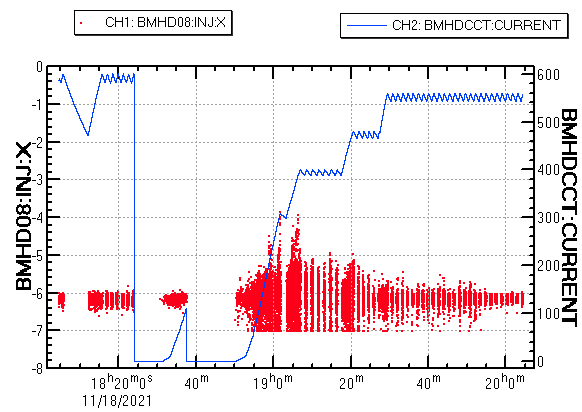 CH1: BMHD08:INJ:X
CH2: BMHDCCT:CURRENT
BMHD08:INJ:X
0
-1
-2
-3
-4
-5
-6
-7
-8
600
500
400
300
200
100
0
BMHDCCT:CURRENT
18h20m0s
40m
19h0m
20m
40m
20h0m
11/18/2021